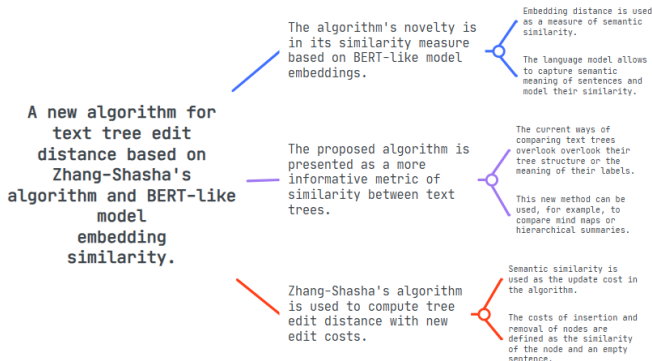 A new algorithm for
text tree edit
distance based on
Zhang-Shasha's
algorithm and BERT-like
model
embedding
similarity.
The algorithm's novelty is
in its similarity measure
based on BERT-like model
embeddings.
Embedding distance is used
as a measure of semantic
similarity.
The language model allows
to capture semantic
meaning of sentences and
model their similarity.
The proposed algorithm is
presented as a more
informative metric of
similarity between text
trees.
The current ways of
comparing text trees
overlook overlook their
tree structure or the
meaning of their labels.
This new method can be
used, for example, to
compare mind maps or
hierarchical summaries.
Zhang-Shasha's algorithm
is used to compute tree
edit distance with new
edit costs.
Semantic similarity is
used as the update cost in
the algorithm.
The costs of insertion and
removal of nodes are
defined as the similarity
of the node and an empty
sentence.